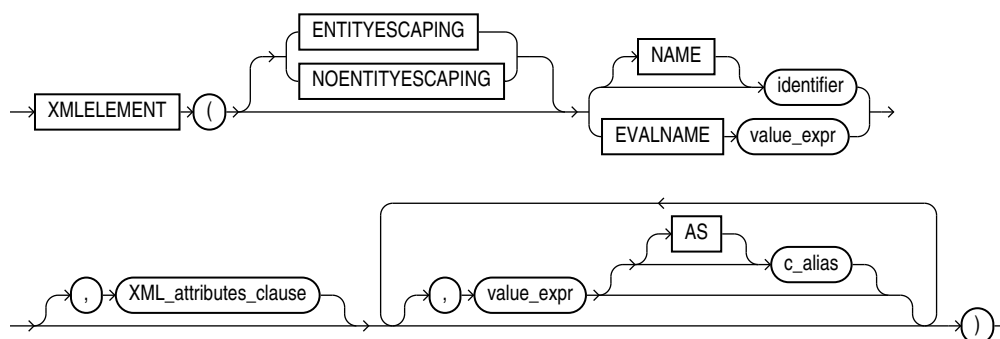 ENTITYESCAPING
NOENTITYESCAPING
NAME
identifier
XMLELEMENT (
EVALNAME value_expr
AS
, XML_attributes_clause , value_expr c_alias
)